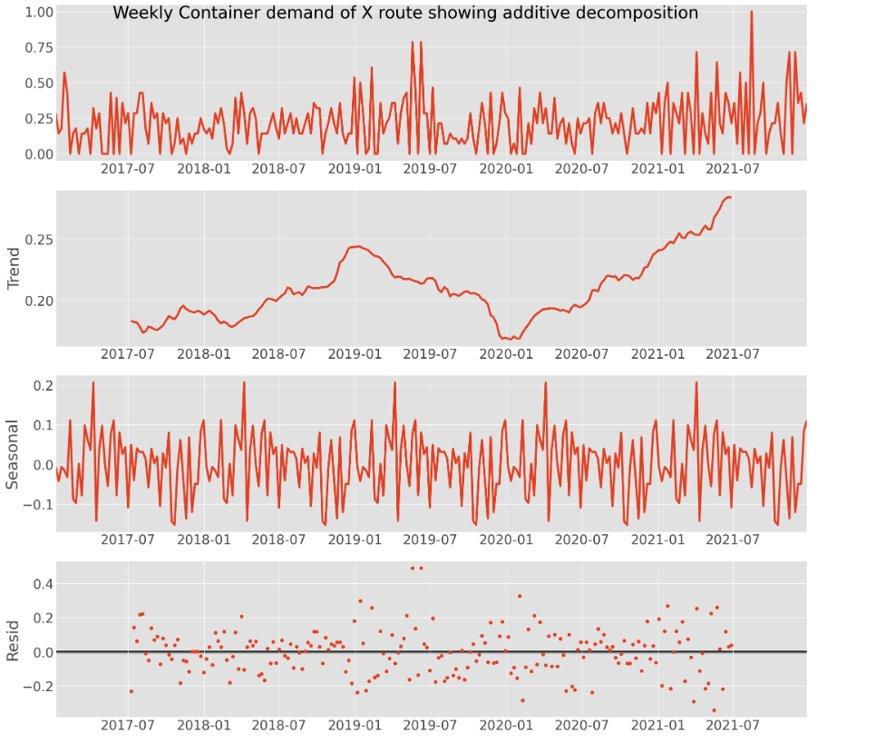 Weekly Container demand of X route showing additive decomposition
1.00
0.75
0.50
0.25
0.00
2017-07 2018-01 2018-07 2019-01 2019-07 2020-01 2020-07 2021-01 2021-07
Trend
0.25
0.20
2017-07 2018-01 2018-07 2019-01 2019-07 2020-01 2020-07 2021-01 2021-07
Seasonal
0.2
0.1
0.0
−0.1
2017-07 2018-01 2018-07 2019-01 2019-07 2020-01 2020-07 2021-01 2021-07
Resid
0.4
0.2
0.0
−0.2
2017-07 2018-01 2018-07 2019-01 2019-07 2020-01 2020-07 2021-01 2021-07